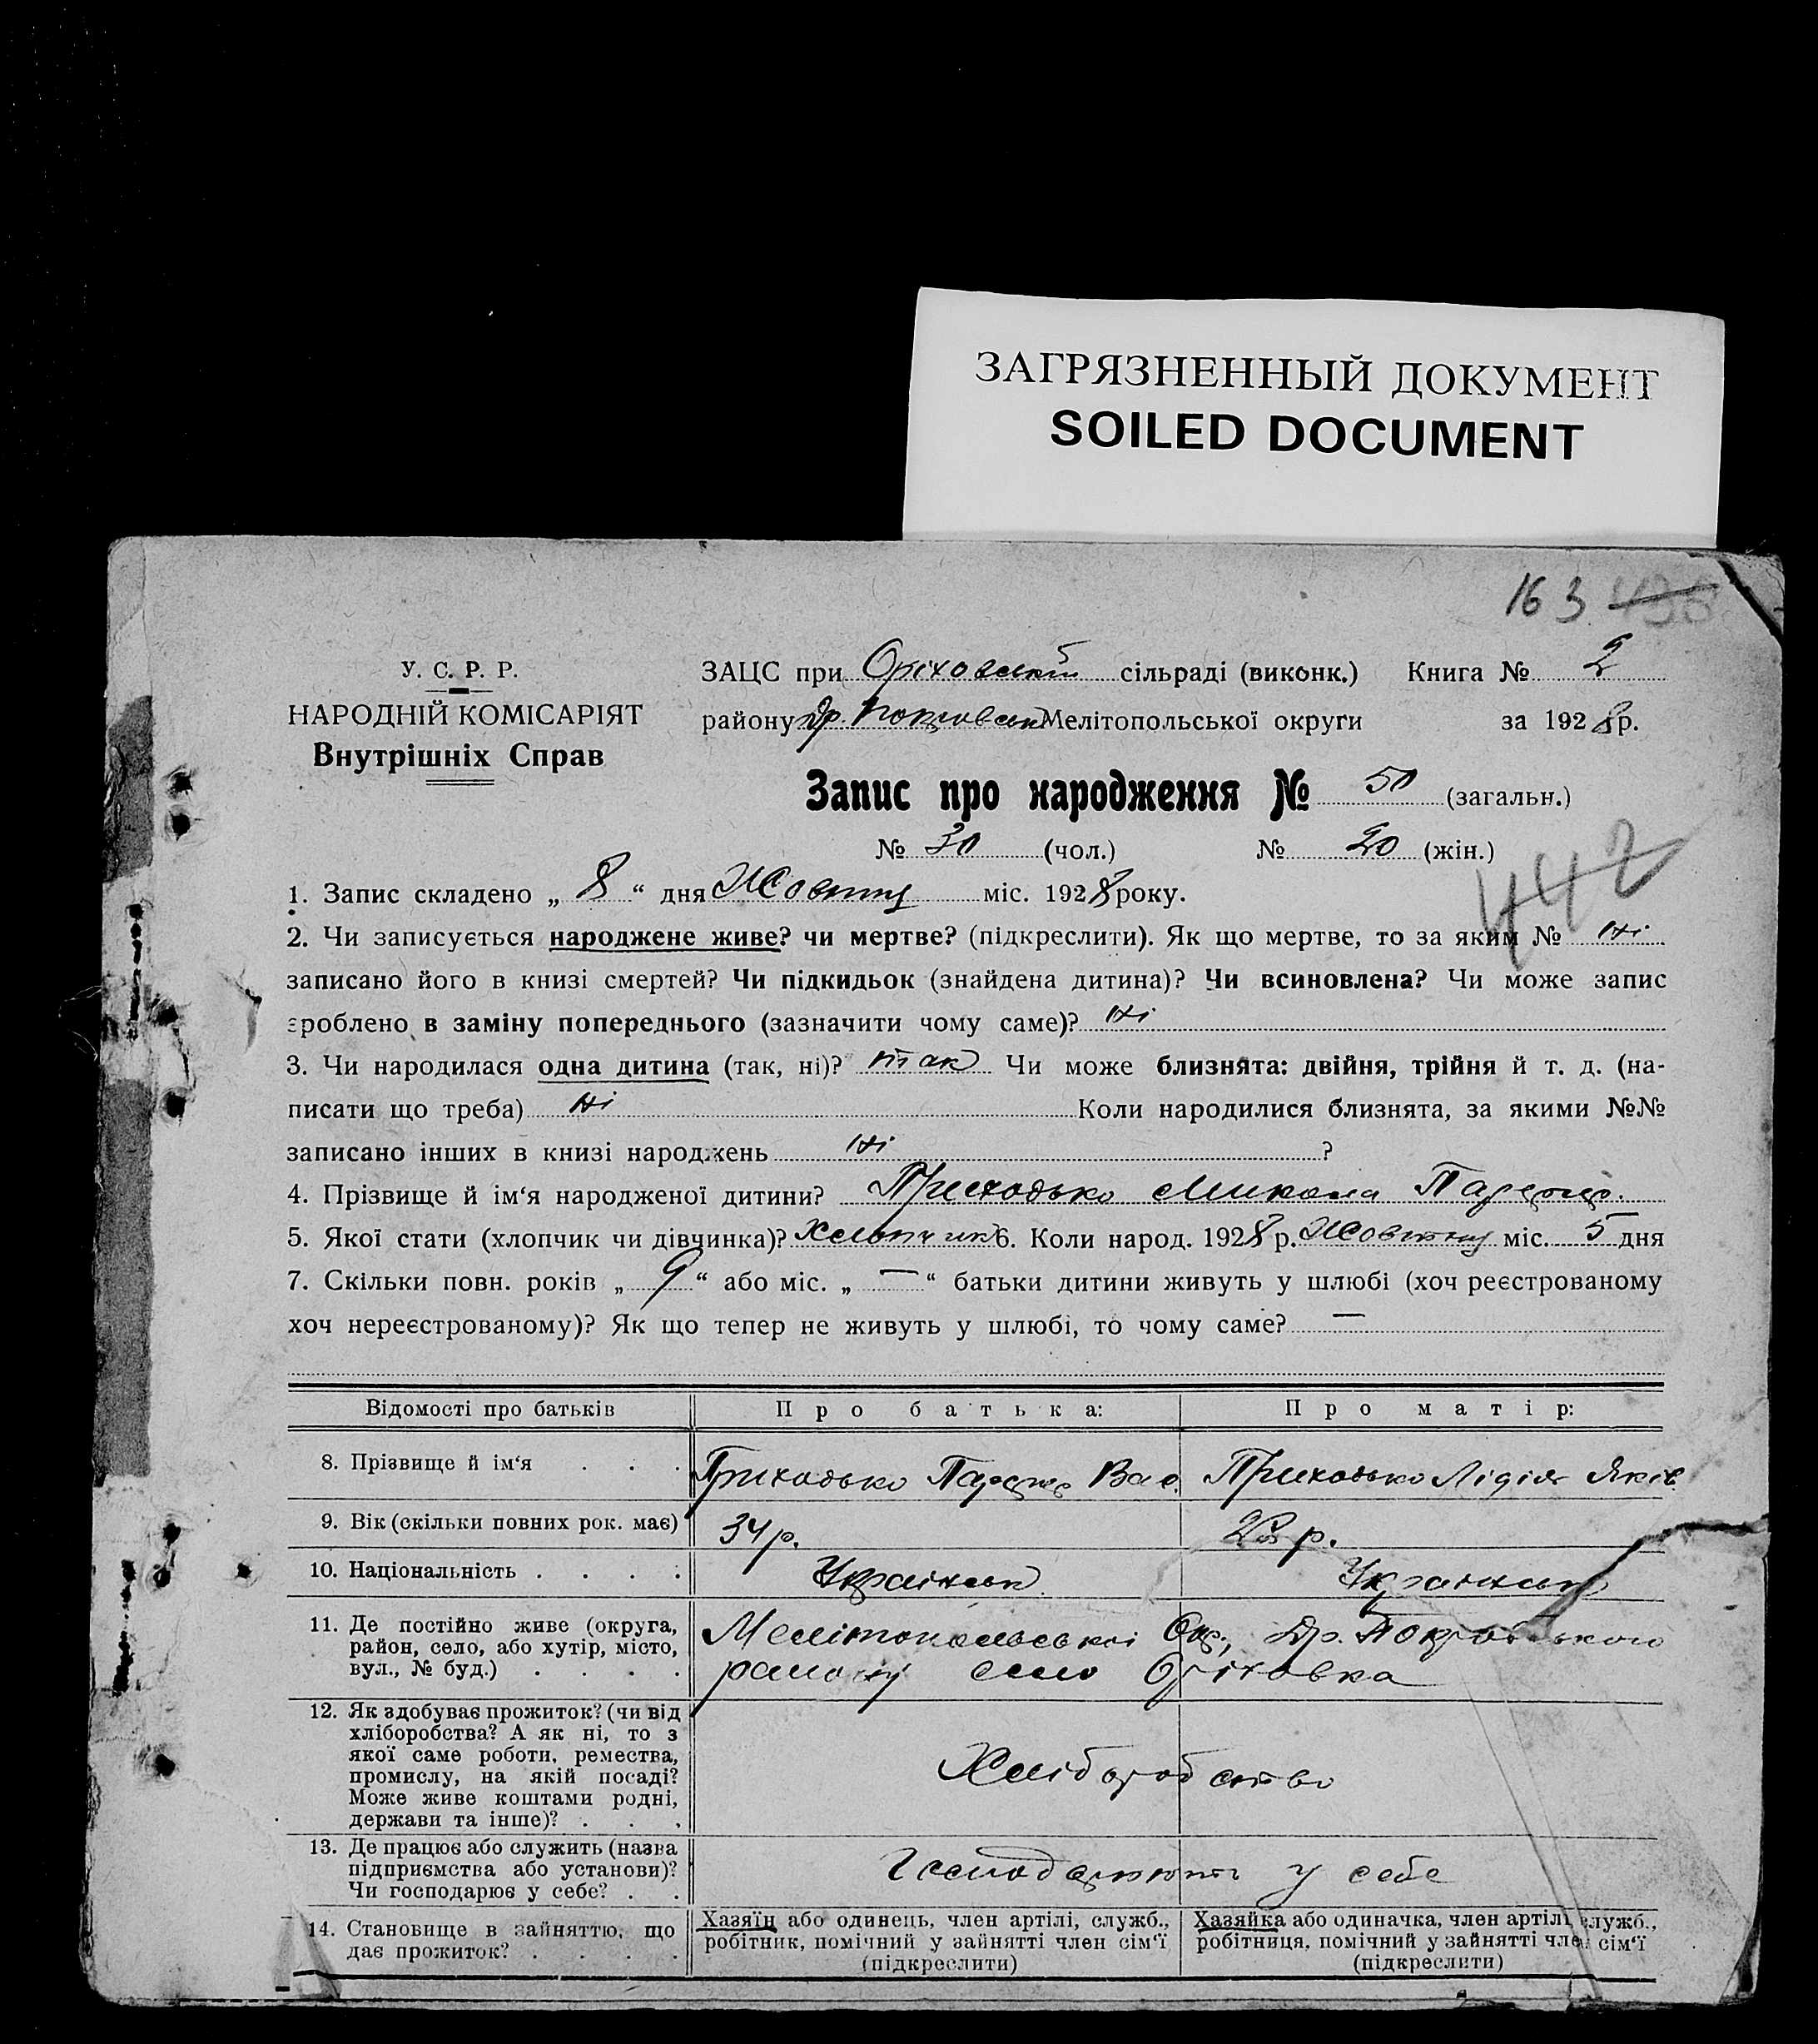 ЗАГРЯЗНЕННЫЙ ДОКУМЕНТ
SOILED DOCUMENT
163
У. С. Р. Р.
НАРОДНІЙ КОМІСАРІЯТ
Внутрішніх Справ
ЗАЦС при Оріховській сільраді (виконк.) Книга № 2
району Др. Покровськ Мелітопольської округи за 1928 р.
Запис про народження № 50 (загальн.)
№ 30 (чол.) № 20 (жін.)
442
1. Запис складено „ 8 “ дня Жовтня міс. 1928 року.
2. Чи записується народжене живе? чи мертве? (підкреслити). Як що мертве, то за яким № ні
записано його в книзі смертей? Чи підкидьок (знайдена дитина)? Чи всиновлена? Чи може запис
зроблено в заміну попереднього (зазначити чому саме)? ні
3. Чи народилася одна дитина (так, ні)? так Чи може близнята: двійня, трійня й т. д. (на-
писати що треба) ні Коли народилися близнята, за якими №№
записано інших в книзі народжень ні ?
4. Прізвище й ім‘я народженої дитини? Приходько Микола
5. Якої стати (хлопчик чи дівчинка)? Хлопчик 6. Коли народ. 1928 р. Жовтня міс. 5 дня
7. Скільки повн. років „ 9 “ або міс. „ — “ батьки дитини живуть у шлюбі (хоч реєстрованому
хоч нереєстрованому)? Як що тепер не живуть у шлюбі, то чому саме? —
Відомості про батьків Про батька: Про матір:
8. Прізвище й ім‘я . . . Приходько Вас. Приходько Лідія Яків.
9. Вік (скільки повних рок. має) 34 р. р.
10. Національність . . . . Українськ Українськ
11. Де постійно живе (округа,
район, село, або хутір, місто,
вул., № буд.) . . . .
Мелітопольської Окр., Др. Покровського
району село Оріховка
12. Як здобуває прожиток? (чи від
хліборобства? А як ні, то з
якої саме роботи, ремества,
промислу, на якій посаді?
Може живе коштами родні,
держави та інше)? . . .
Хліборобство
13. Де працює або служить (назва
підприємства або установи)?
Чи господарює у себе? . .
Господарюють у себе
14. Становище в зайняттю, що
дає прожиток? . . . .
Хазяїн або одинець, член артілі, служб.,
робітник, помічний у зайнятті член сім‘ї
(підкреслити)
Хазяйка або одиначка, член артілі, служб.,
робітниця, помічний у зайнятті член сім‘ї
(підкреслити)